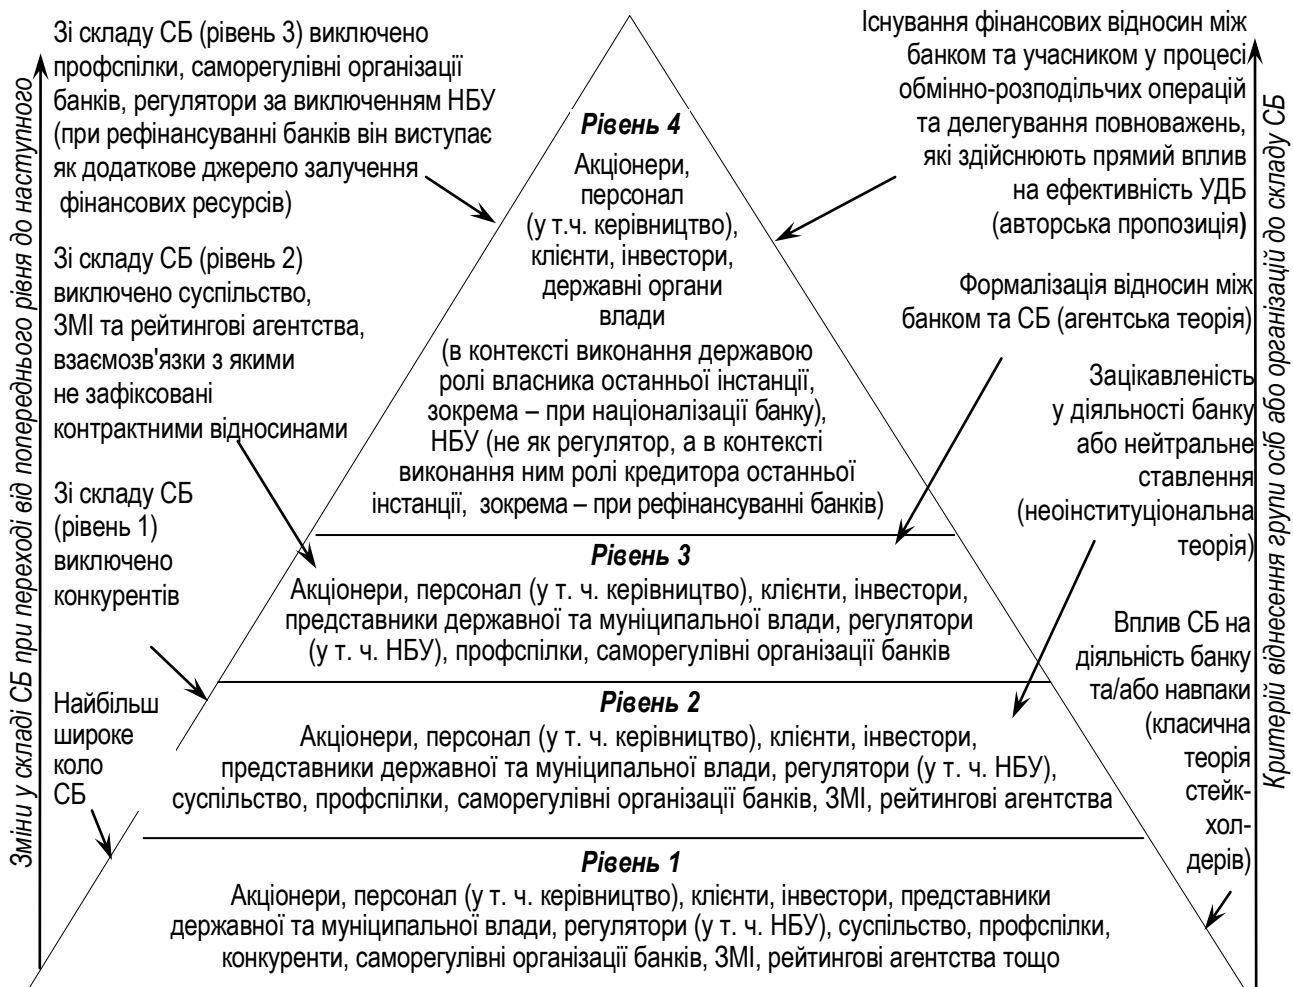 Зміни у складі СБ при переході від попереднього рівня до наступного
Зі складу СБ (рівень 3) виключено
профспілки, саморегулівні організації
банків, регулятори за виключенням НБУ
(при рефінансуванні банків він виступає
як додаткове джерело залучення
фінансових ресурсів)
Зі складу СБ (рівень 2)
виключено суспільство,
ЗМІ та рейтингові агентства,
взаємозв'язки з якими
не зафіксовані
контрактними відносинами
Зі складу СБ
(рівень 1)
виключено
конкурентів
Найбільш
широке
коло
СБ
Рівень 4
Акціонери,
персонал
(у т.ч. керівництво),
клієнти, інвестори,
державні органи
влади
(в контексті виконання державою
ролі власника останньої інстанції,
зокрема – при націоналізації банку),
НБУ (не як регулятор, а в контексті
виконання ним ролі кредитора останньої
інстанції, зокрема – при рефінансуванні банків)
Рівень 3
Акціонери, персонал (у т. ч. керівництво), клієнти, інвестори,
представники державної та муніципальної влади, регулятори
(у т. ч. НБУ), профспілки, саморегулівні організації банків
Рівень 2
Акціонери, персонал (у т. ч. керівництво), клієнти, інвестори,
представники державної та муніципальної влади, регулятори (у т. ч. НБУ),
суспільство, профспілки, саморегулівні організації банків, ЗМІ, рейтингові агентства
Рівень 1
Акціонери, персонал (у т. ч. керівництво), клієнти, інвестори, представники
державної та муніципальної влади, регулятори (у т. ч. НБУ), суспільство, профспілки,
конкуренти, саморегулівні організації банків, ЗМІ, рейтингові агентства тощо
Існування фінансових відносин між
банком та учасником у процесі
обмінно-розподільчих операцій
та делегування повноважень,
які здійснюють прямий вплив
на ефективність УДБ
(авторська пропозиція)
Формалізація відносин між
банком та СБ (агентська теорія)
Зацікавленість
у діяльності банку
або нейтральне
ставлення
(неоінституціональна
теорія)
Вплив СБ на
діяльність банку
та/або навпаки
(класична
теорія
стейк-
хол-
дерів)
Критерій віднесення групи осіб або організацій до складу СБ